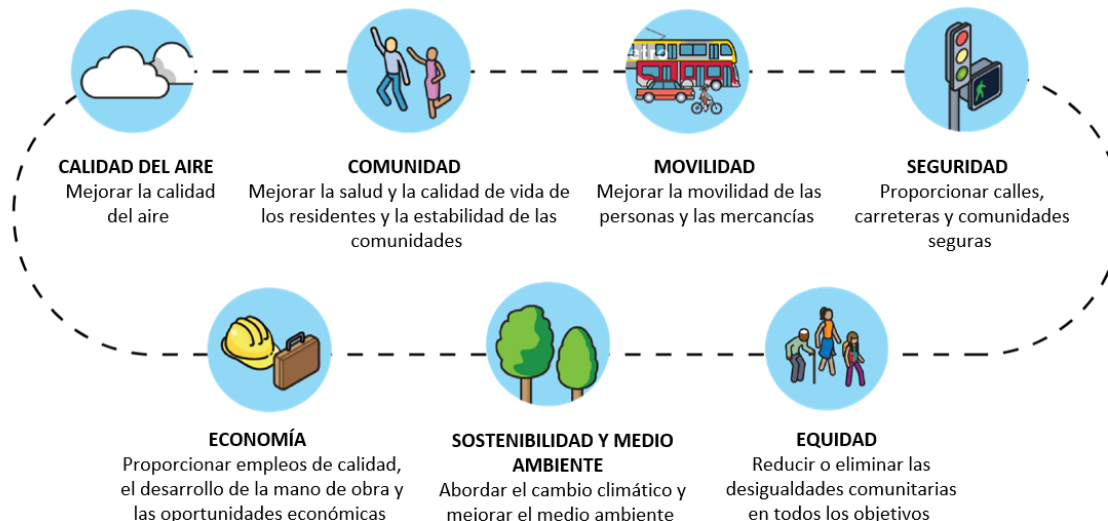 etro
CALIDAD DEL AIRE
Mejorar la calidad
del aire
COMUNIDAD
Mejorar la salud y la calidad de vida de
los residentes y la estabilidad de las
comunidades
MOVILIDAD
Mejorar la movilidad de las
personas y las mercancías
SEGURIDAD
Proporcionar calles,
carreteras y comunidades
seguras
ECONOMÍA
Proporcionar empleos de calidad,
el desarrollo de la mano de obra y
las oportunidades económicas
SOSTENIBILIDAD Y MEDIO
AMBIENTE
Abordar el cambio climático y
mejorar el medio ambiente
EQUIDAD
Reducir o eliminar las
desigualdades comunitarias
en todos los objetivos